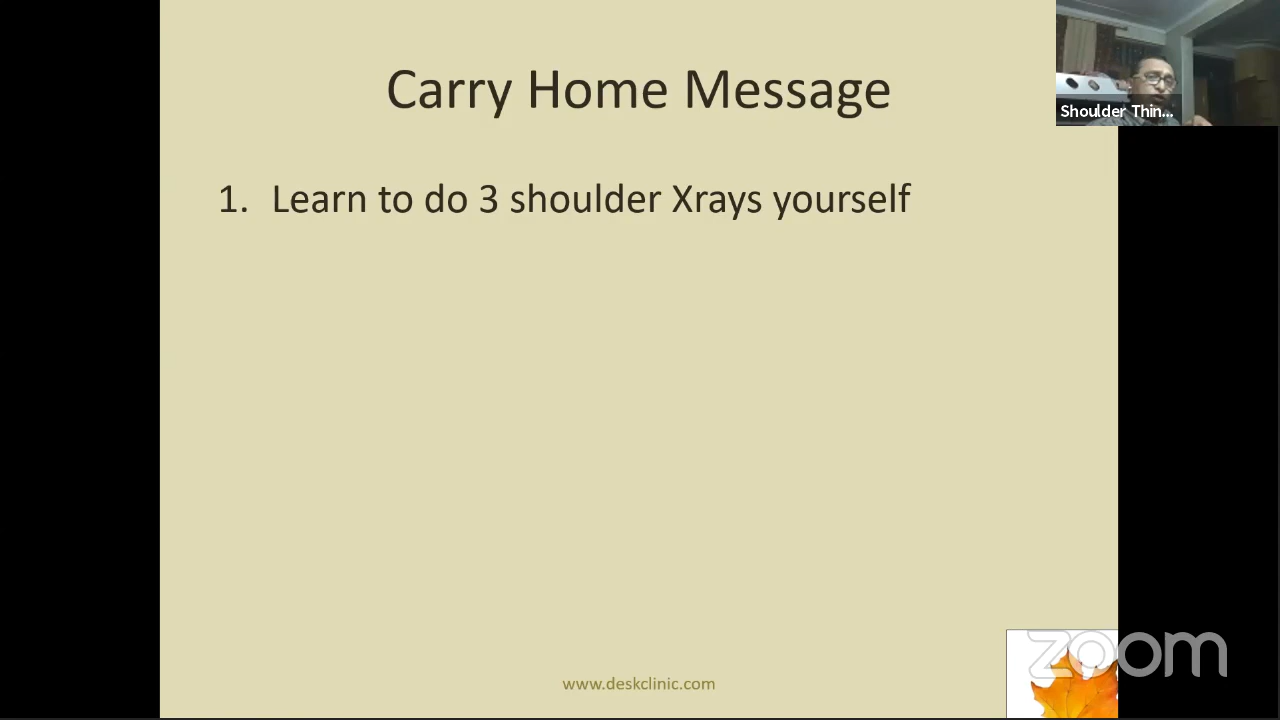 Carry Home Message
Shoulder Thin...
1. Learn to do 3 shoulder Xrays yourself
zoom
www.deskclinic.com